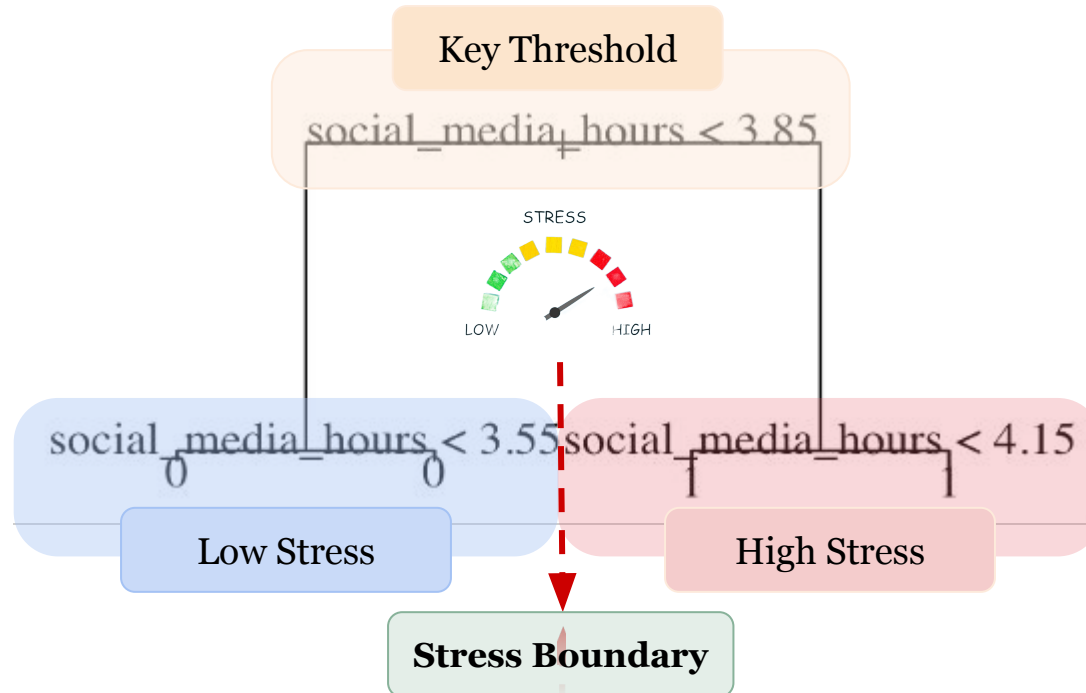 Key Threshold
social_media_hours < 3.85
STRESS
LOW HIGH
social_media_hours < 3.55 social_media_hours < 4.15
0 0 1 1
Low Stress High Stress
Stress Boundary